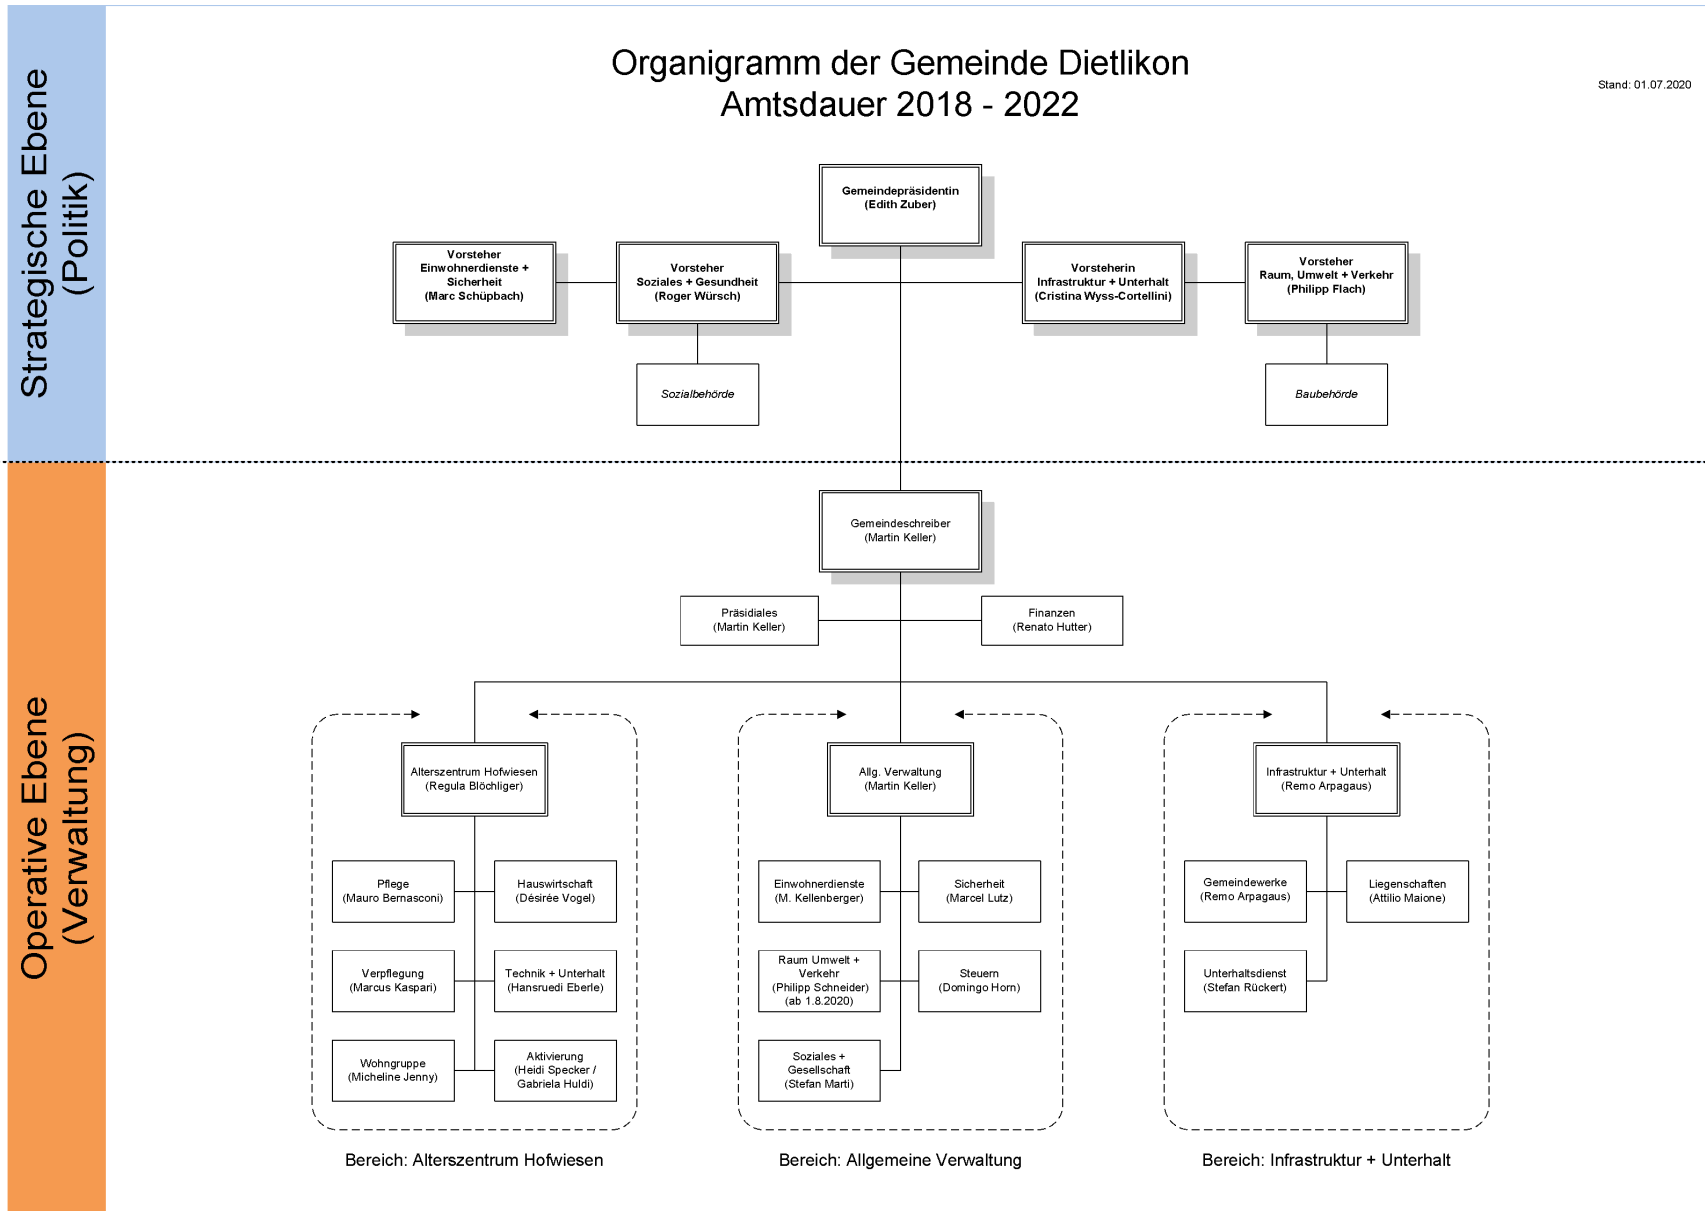 Organigramm der Gemeinde Dietlikon
Amtsdauer 2018 - 2022
Stand: 01.07.2020
Strategische Ebene
(Politik)
Gemeindepräsidentin
(Edith Zuber)
Vorsteher
Einwohnerdienste +
Sicherheit
(Marc Schüpbach)
Vorsteher
Soziales + Gesundheit
(Roger Würsch)
Vorsteherin
Infrastruktur + Unterhalt
(Cristina Wyss-Cortellini)
Vorsteher
Raum, Umwelt + Verkehr
(Philipp Flach)
Sozialbehörde
Baubehörde
Operative Ebene
(Verwaltung)
Gemeindeschreiber
(Martin Keller)
Präsidiales
(Martin Keller)
Finanzen
(Renato Hutter)
Alterszentrum Hofwiesen
(Regula Blöchliger)
Pflege
(Mauro Bernasconi)
Hauswirtschaft
(Désirée Vogel)
Verpflegung
(Marcus Kaspari)
Technik + Unterhalt
(Hansruedi Eberle)
Wohngruppe
(Micheline Jenny)
Aktivierung
(Heidi Specker /
Gabriela Huldi)
Bereich: Alterszentrum Hofwiesen
Allg. Verwaltung
(Martin Keller)
Einwohnerdienste
(M. Kellenberger)
Sicherheit
(Marcel Lutz)
Raum Umwelt +
Verkehr
(Philipp Schneider)
(ab 1.8.2020)
Steuern
(Domingo Horn)
Soziales +
Gesellschaft
(Stefan Marti)
Bereich: Allgemeine Verwaltung
Infrastruktur + Unterhalt
(Remo Arpagaus)
Gemeindewerke
(Remo Arpagaus)
Liegenschaften
(Attilio Maione)
Unterhaltsdienst
(Stefan Rückert)
Bereich: Infrastruktur + Unterhalt